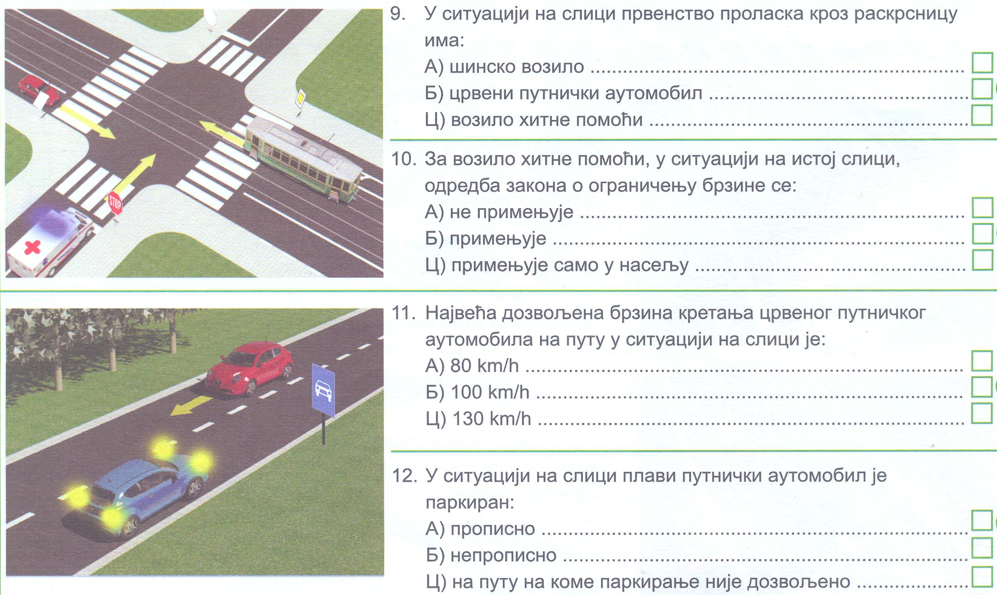 9. У ситуацији на слици првенство проласка кроз раскрсницу
има:
А) шинско возило
Б) црвени путнички аутомобил
Ц) возило хитне помоћи
STOP
10. За возило хитне помоћи, у ситуацији на истој слици,
одредба закона о ограничењу брзине се:
А) не примењује
Б) примењује
Ц) примењује само у насељу
11. Највећа дозвољена брзина кретања црвеног путничког
аутомобила на путу у ситуацији на слици је:
А) 80 km/h
Б) 100 km/h
Ц) 130 km/h
12. У ситуацији на слици плави путнички аутомобил је
паркиран:
А) прописно
Б) непрописно
Ц) на путу на коме паркирање није дозвољено